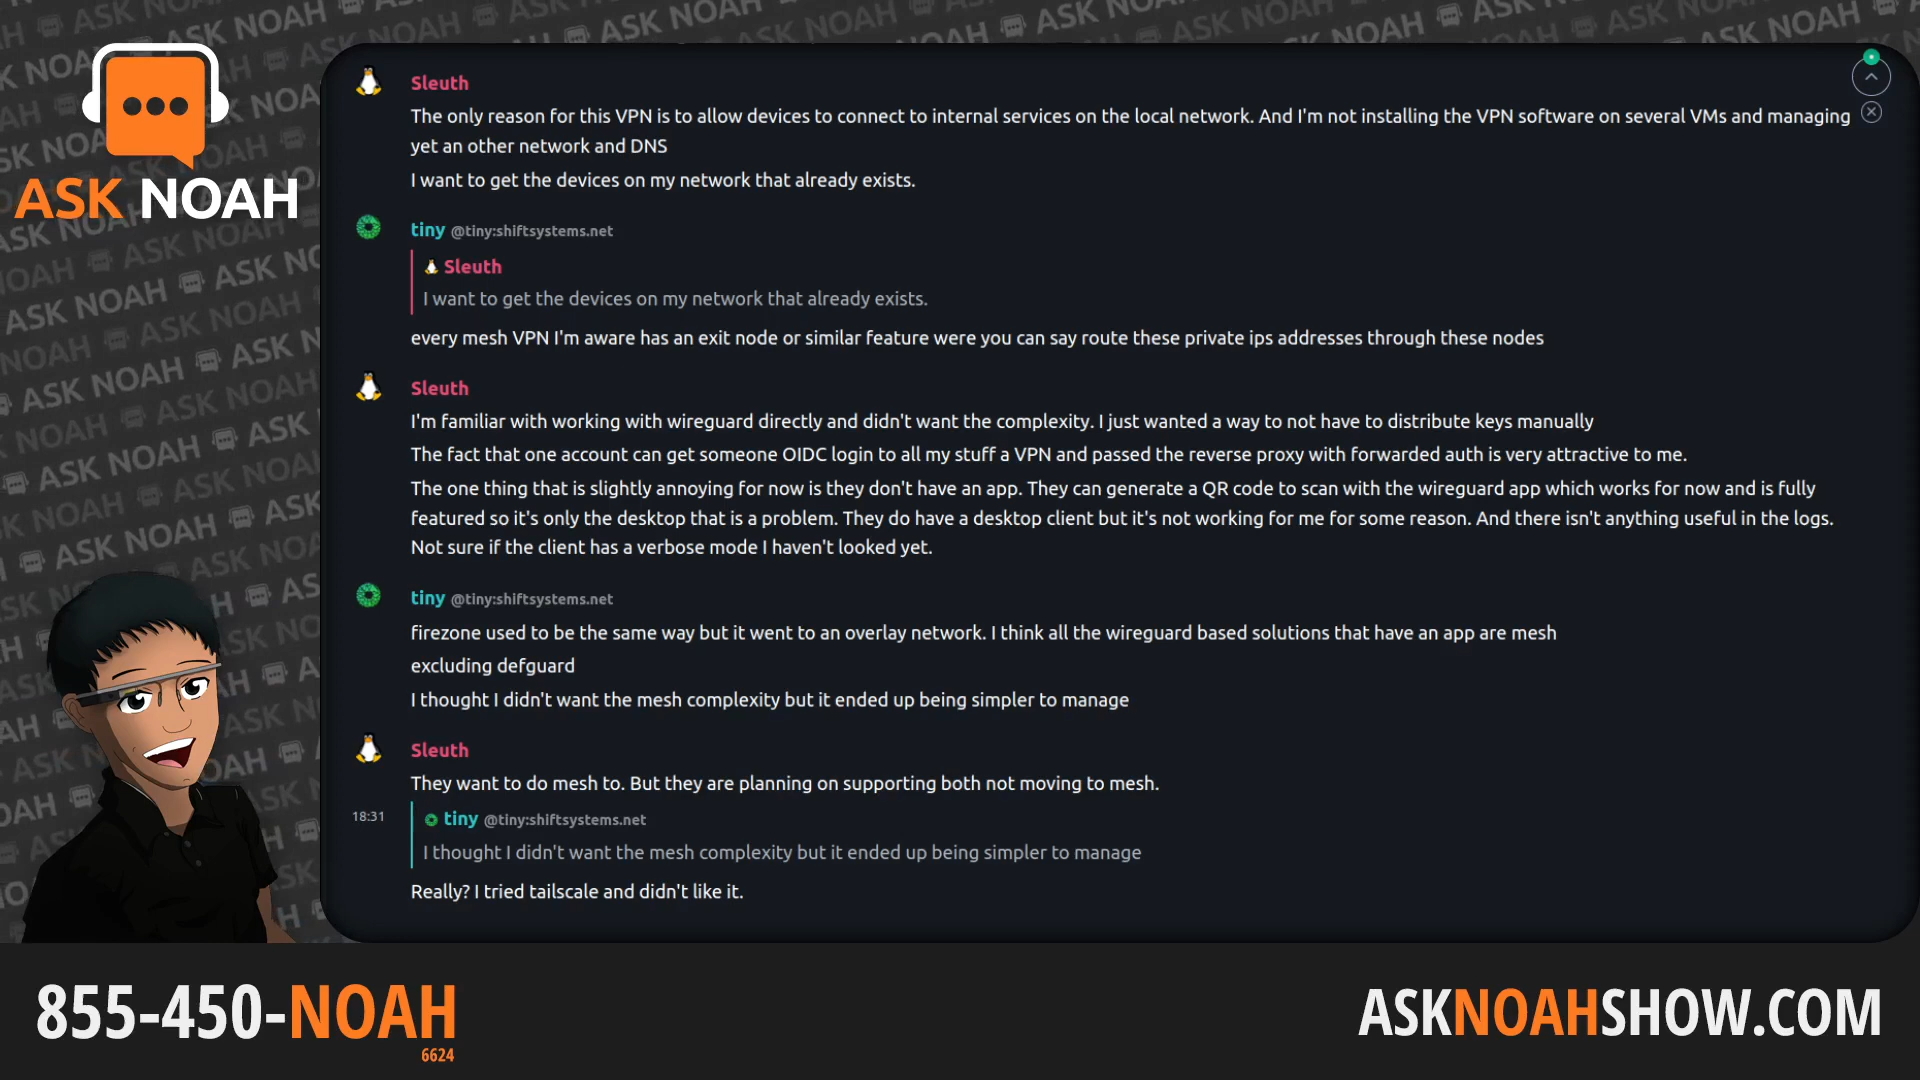 ASK NOAH
Sleuth
The only reason for this VPN is to allow devices to connect to internal services on the local network. And I'm not installing the VPN software on several VMs and managing
yet an other network and DNS
I want to get the devices on my network that already exists.
tiny @tiny:shiftsystems.net
Sleuth
I want to get the devices on my network that already exists.
every mesh VPN I'm aware has an exit node or similar feature were you can say route these private ips addresses through these nodes
Sleuth
I'm familiar with working with wireguard directly and didn't want the complexity. I just wanted a way to not have to distribute keys manually
The fact that one account can get someone OIDC login to all my stuff a VPN and passed the reverse proxy with forwarded auth is very attractive to me.
The one thing that is slightly annoying for now is they don't have an app. They can generate a QR code to scan with the wireguard app which works for now and is fully
featured so it's only the desktop that is a problem. They do have a desktop client but it's not working for me for some reason. And there isn't anything useful in the logs.
Not sure if the client has a verbose mode I haven't looked yet.
tiny @tiny:shiftsystems.net
firezone used to be the same way but it went to an overlay network. I think all the wireguard based solutions that have an app are mesh
excluding defguard
I thought I didn't want the mesh complexity but it ended up being simpler to manage
Sleuth
They want to do mesh to. But they are planning on supporting both not moving to mesh.
18:31
tiny @tiny:shiftsystems.net
I thought I didn't want the mesh complexity but it ended up being simpler to manage
Really? I tried tailscale and didn't like it.
855-450-NOAH
6624
ASKNOAHSHOW.COM